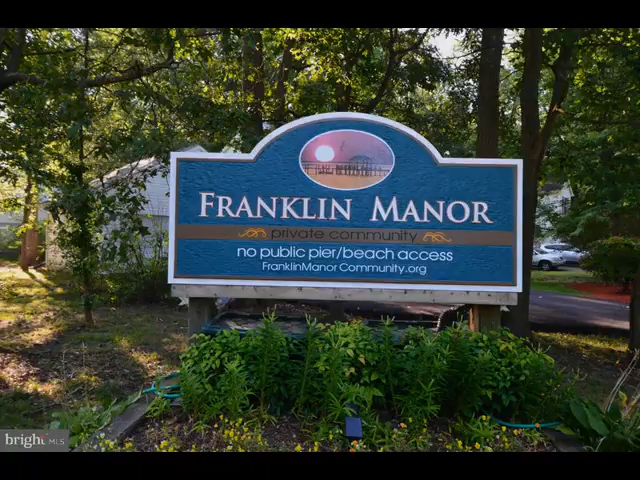 FRANKLIN MANOR
private community
no public pier/beach access
FranklinManorCommunity.org
bright MLS